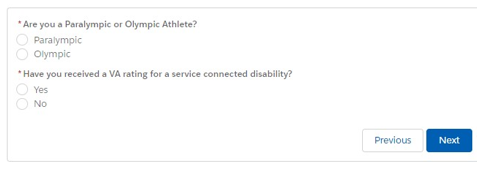 * Are you a Paralympic or Olympic Athlete?
Paralympic
Olympic
* Have you received a VA rating for a service connected disability?
Yes
No
Previous Next